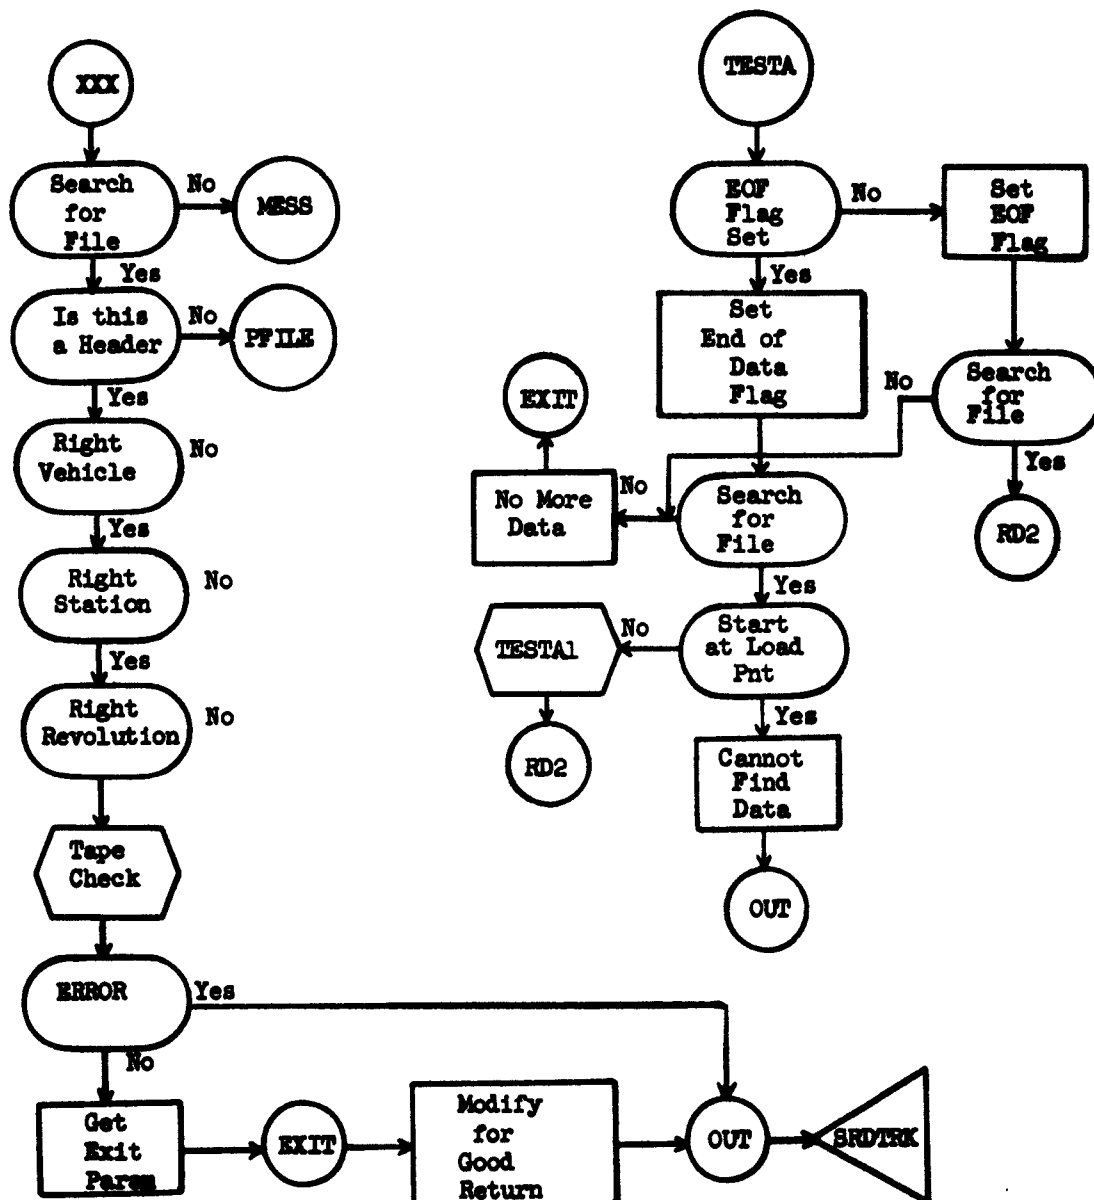 XXX
Search
for
File
No
MESS
Yes
Is this
a Header
No
PFILE
Yes
Right
Vehicle
No
Yes
Right
Station
No
Yes
Right
Revolution
No
Tape
Check
ERROR
Yes
No
Get
Exit
Param
EXIT
Modify
for
Good
Return
OUT
SRDTRK
TESTA
EOF
Flag
Set
No
Set
EOF
Flag
Yes
Set
End of
Data
Flag
No
Search
for
File
Yes
RD2
EXIT
No More
Data
No
Search
for
File
Yes
Start
at Load
Pnt
No
TESTA1
RD2
Yes
Cannot
Find
Data
OUT